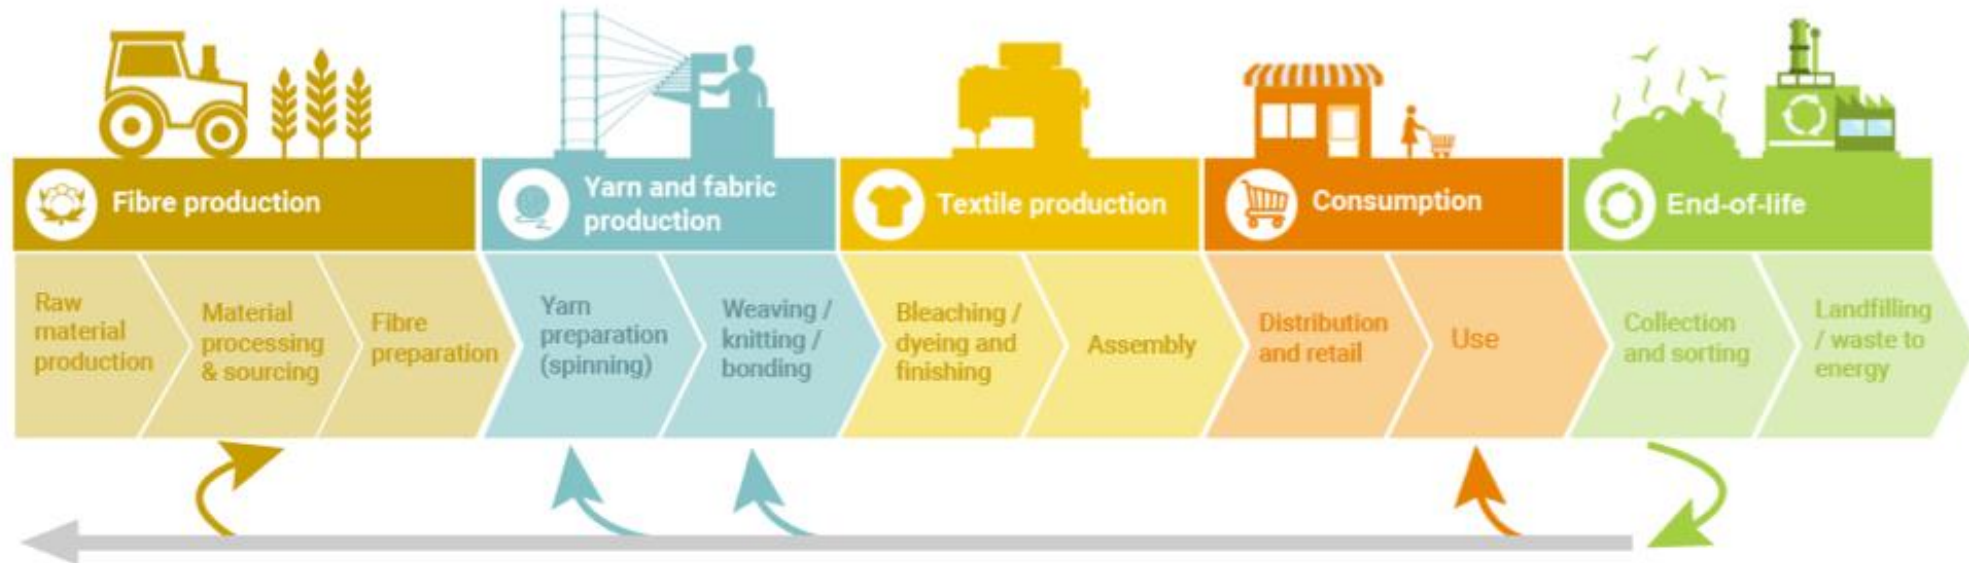 Fibre production
Yarn and fabric
production
Textile production
Consumption
End-of-life
Raw
material
production
Material
processing
& sourcing
Fibre
preparation
Yarn
preparation
(spinning)
Weaving /
knitting /
bonding
Bleaching /
dyeing and
finishing
Assembly
Distribution
and retail
Use
Collection
and sorting
Landfilling
/ waste to
energy